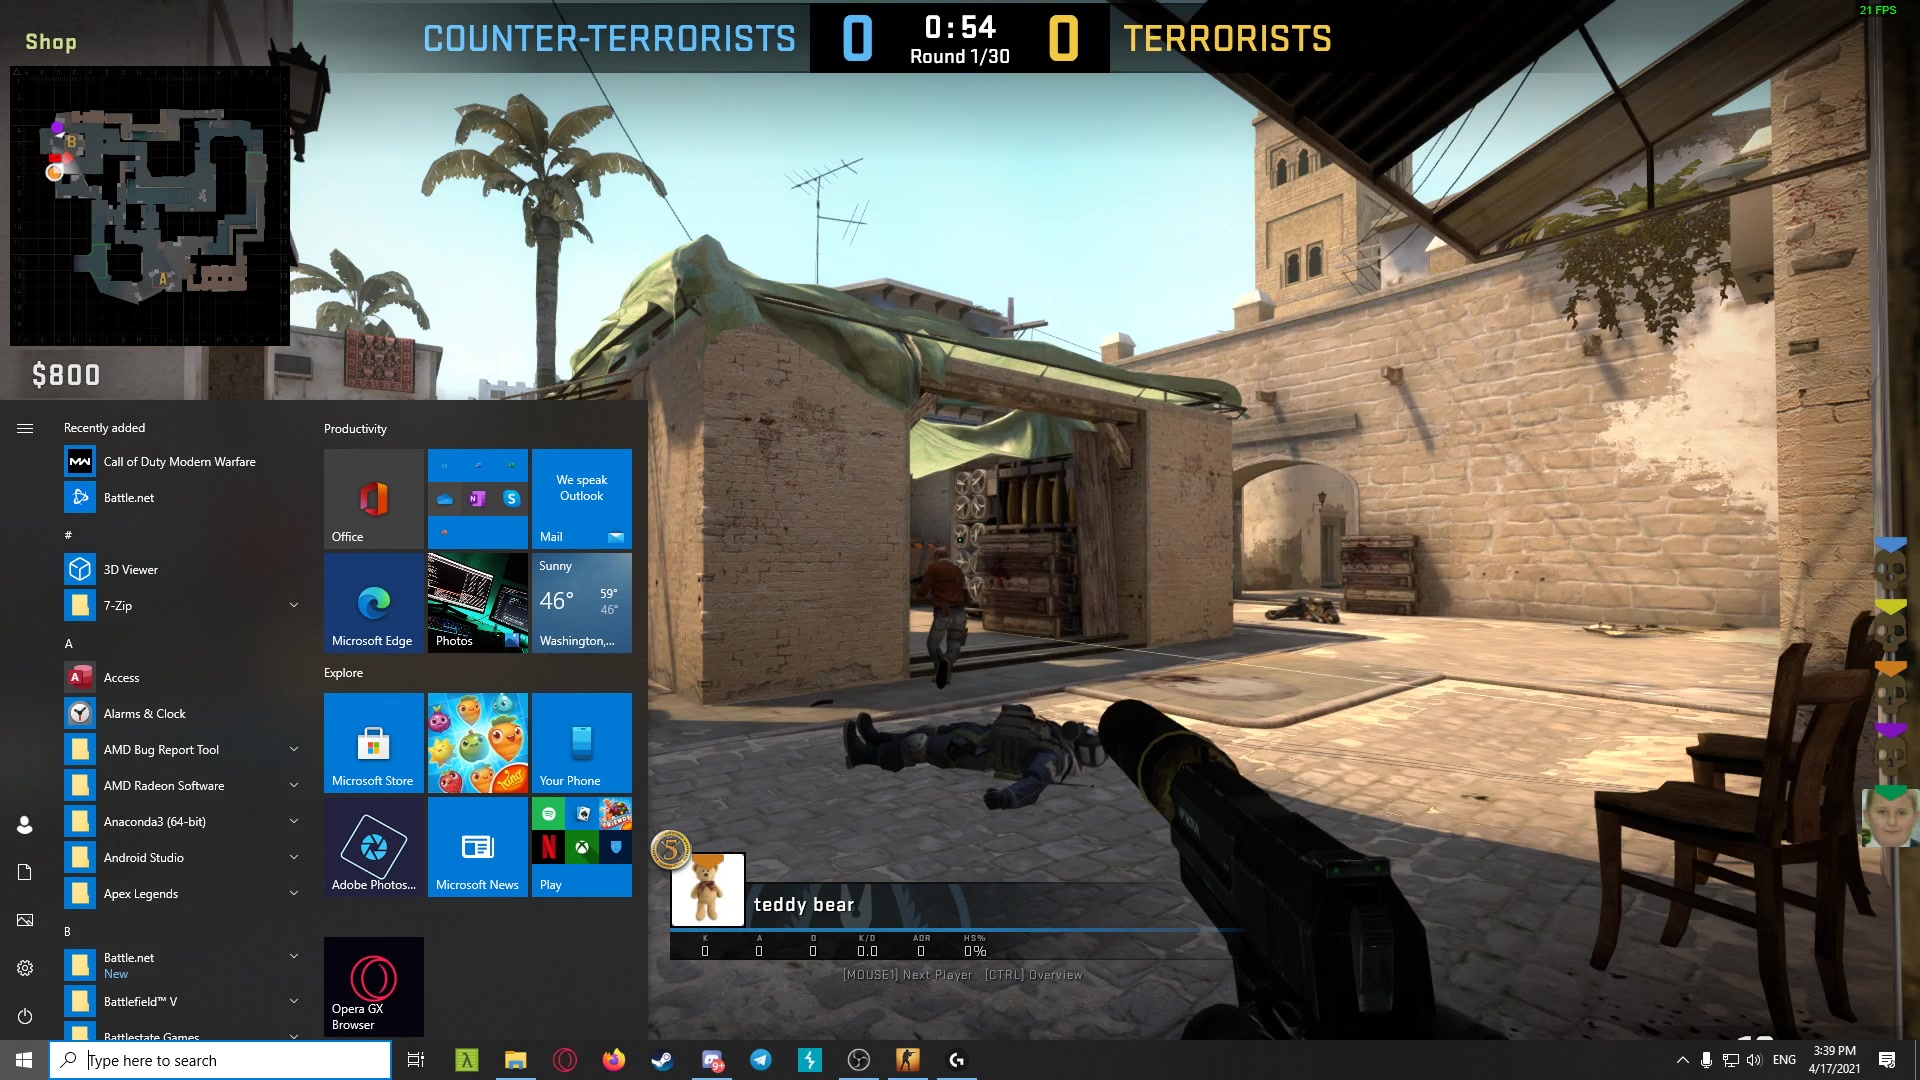 21 FPS
Shop
COUNTER-TERRORISTS
0
0:54
Round 1/30
0
TERRORISTS
B
A
$800
Recently added
Call of Duty Modern Warfare
Battle.net
#
3D Viewer
7-Zip
A
Access
Alarms & Clock
AMD Bug Report Tool
AMD Radeon Software
Anaconda3 (64-bit)
Android Studio
Apex Legends
B
Battle.net
New
Battlefield™ V
Battlestate Games
Productivity
Office
We speak
Outlook
Mail
Microsoft Edge
Photos
Sunny
46°
59°
46°
Washington,...
Explore
Microsoft Store
King
Your Phone
Adobe Photos...
Microsoft News
Play
Opera GX
Browser
5
teddy bear
K A D K/D ADR HS%
0 0 0 0.0 0 0%
[MOUSE1] Next Player [CTRL] Overview
Type here to search
9+
ENG
3:39 PM
4/17/2021